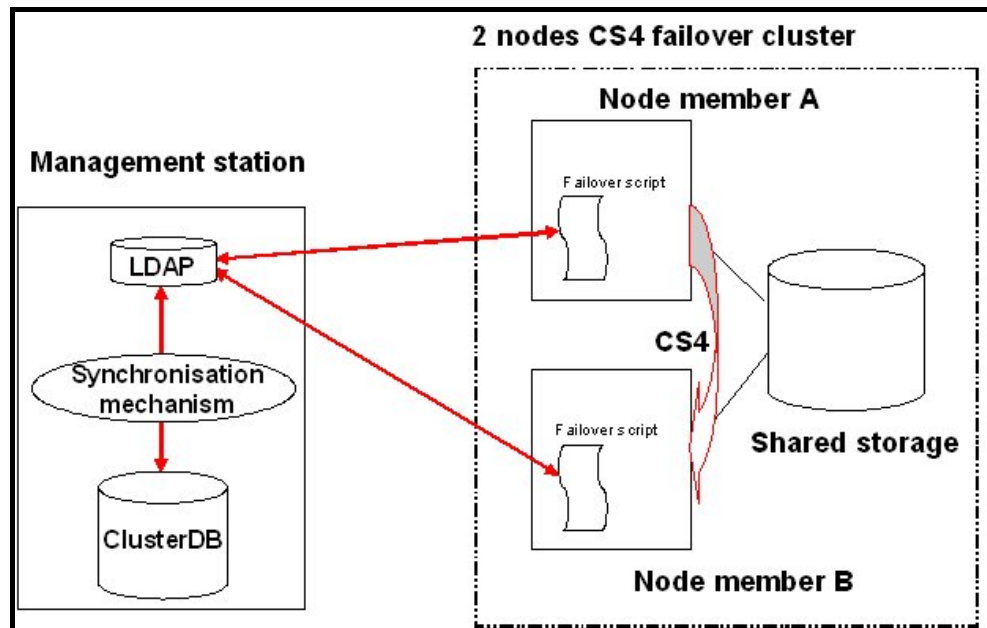 2 nodes CS4 failover cluster
Node member A
Management station
Failover script
LDAP
CS4
Synchronisation
mechanism
Failover script
Shared storage
ClusterDB
Node member B